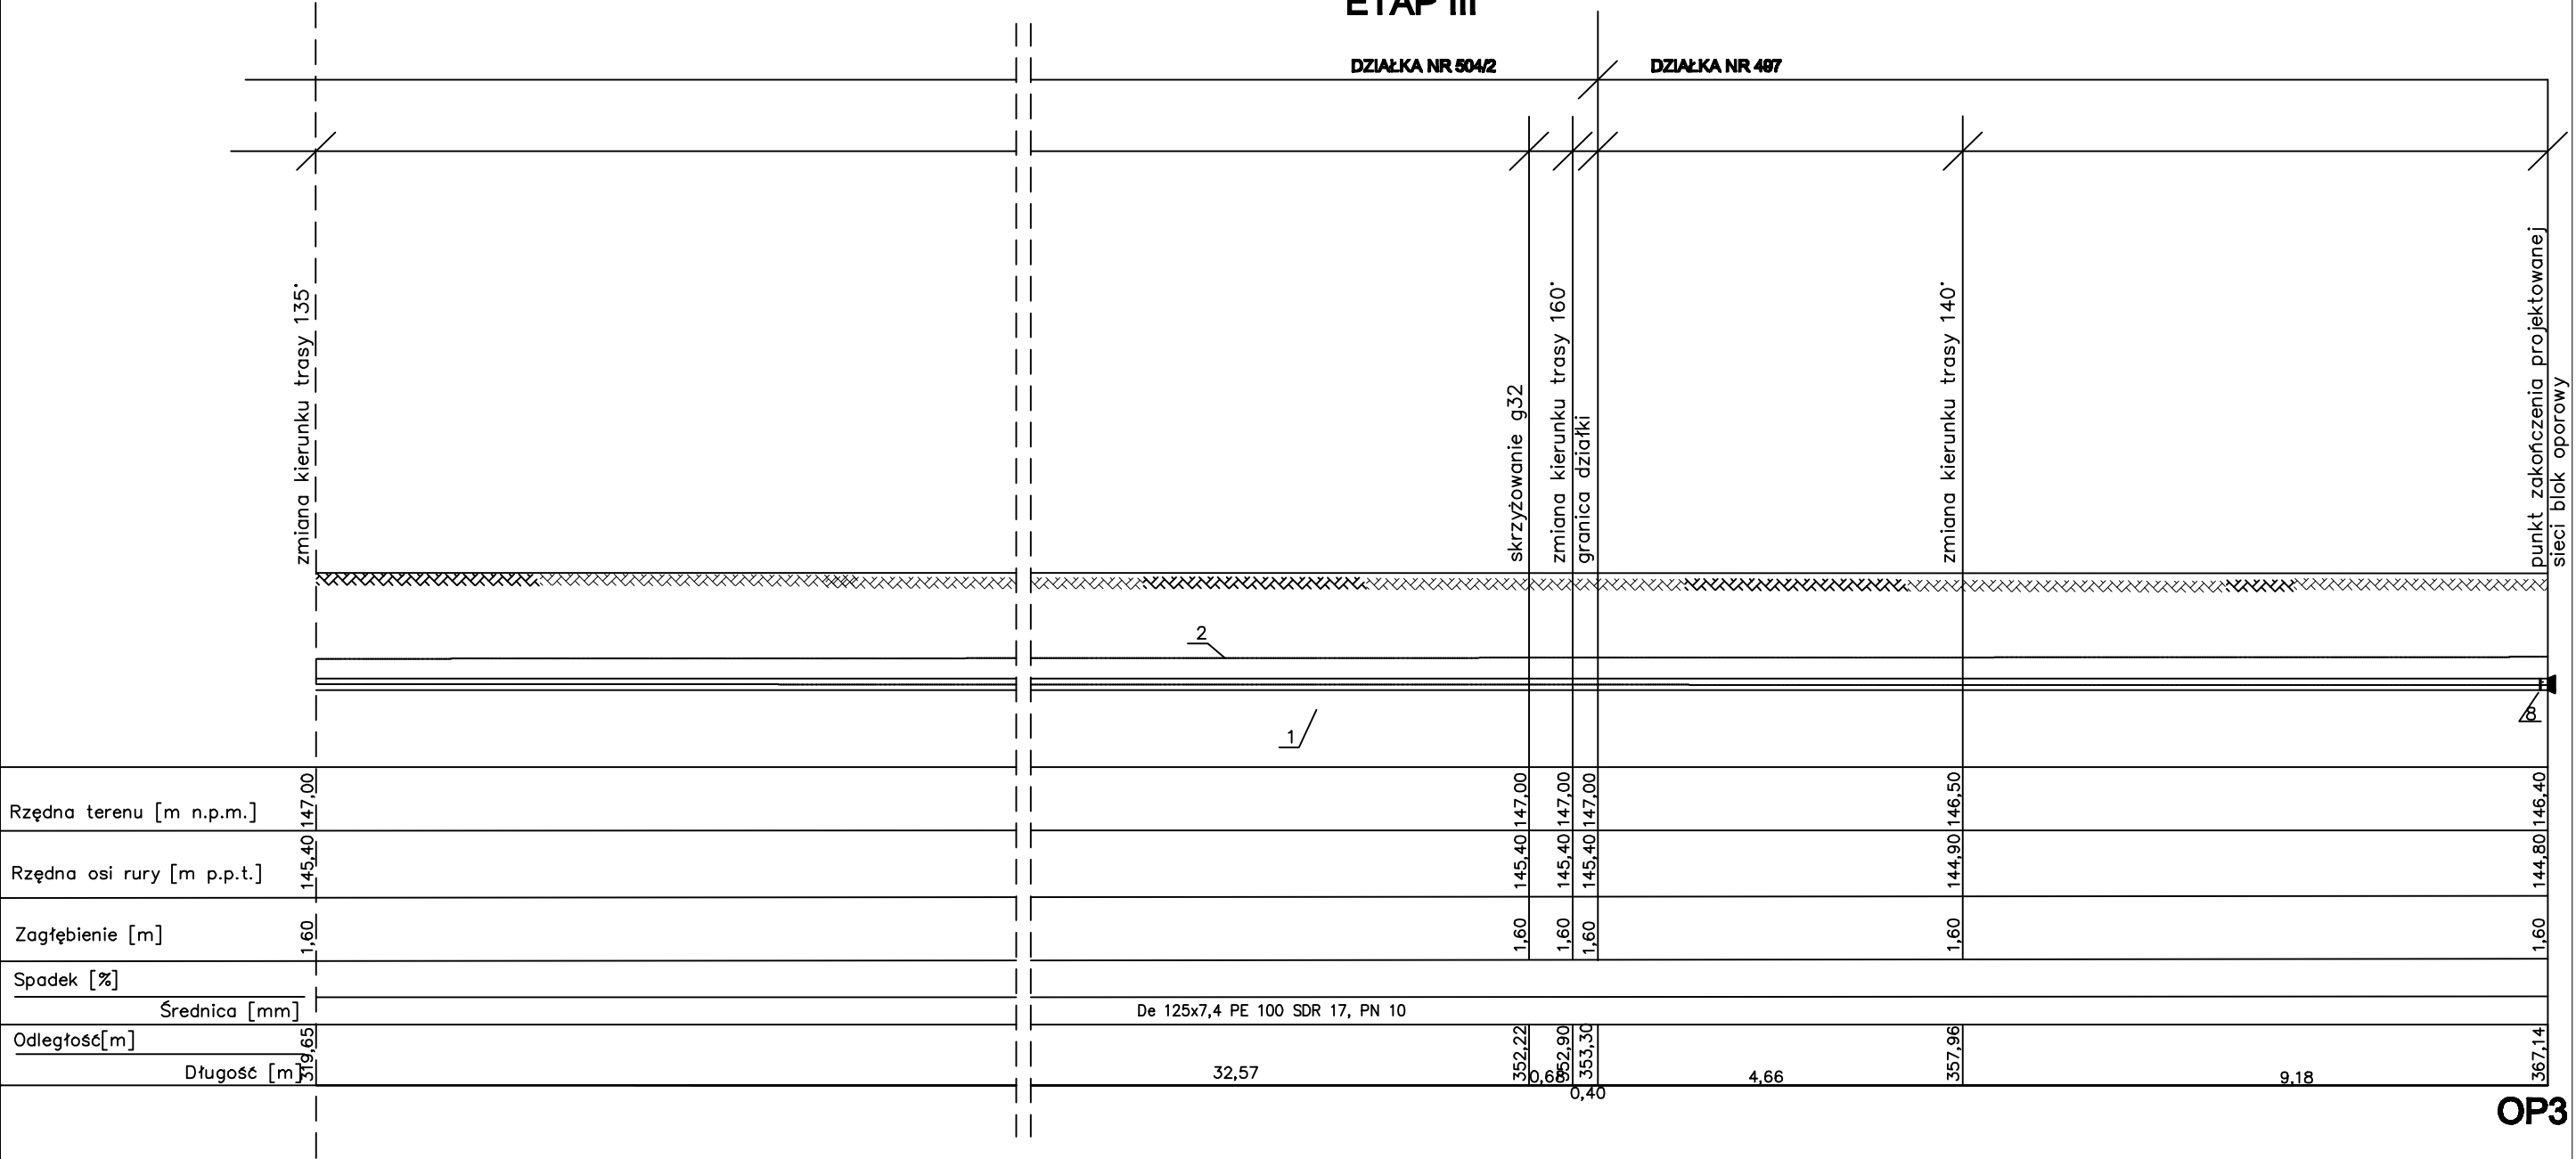 ETAP III
DZIAŁKA NR 504/2
DZIAŁKA NR 497
zmiana kierunku trasy 135°
skrzyżowanie g32
zmiana kierunku trasy 160°
granica działki
zmiana kierunku trasy 140°
punkt zakończenia projektowanej
sieci blok oporowy
2
1
8
Rzędna terenu [m n.p.m.]
147,00
147,00
147,00
147,00
146,50
146,40
Rzędna osi rury [m p.p.t.]
145,40
145,40
145,40
145,40
144,90
144,80
Zagłębienie [m]
1,60
1,60
1,60
1,60
1,60
1,60
Spadek [%]
Średnica [mm]
De 125x7,4 PE 100 SDR 17, PN 10
Odległość[m]
319,65
352,22
352,90
353,30
357,96
367,14
Długość [m]
32,57
0,68
0,40
4,66
9,18
OP3